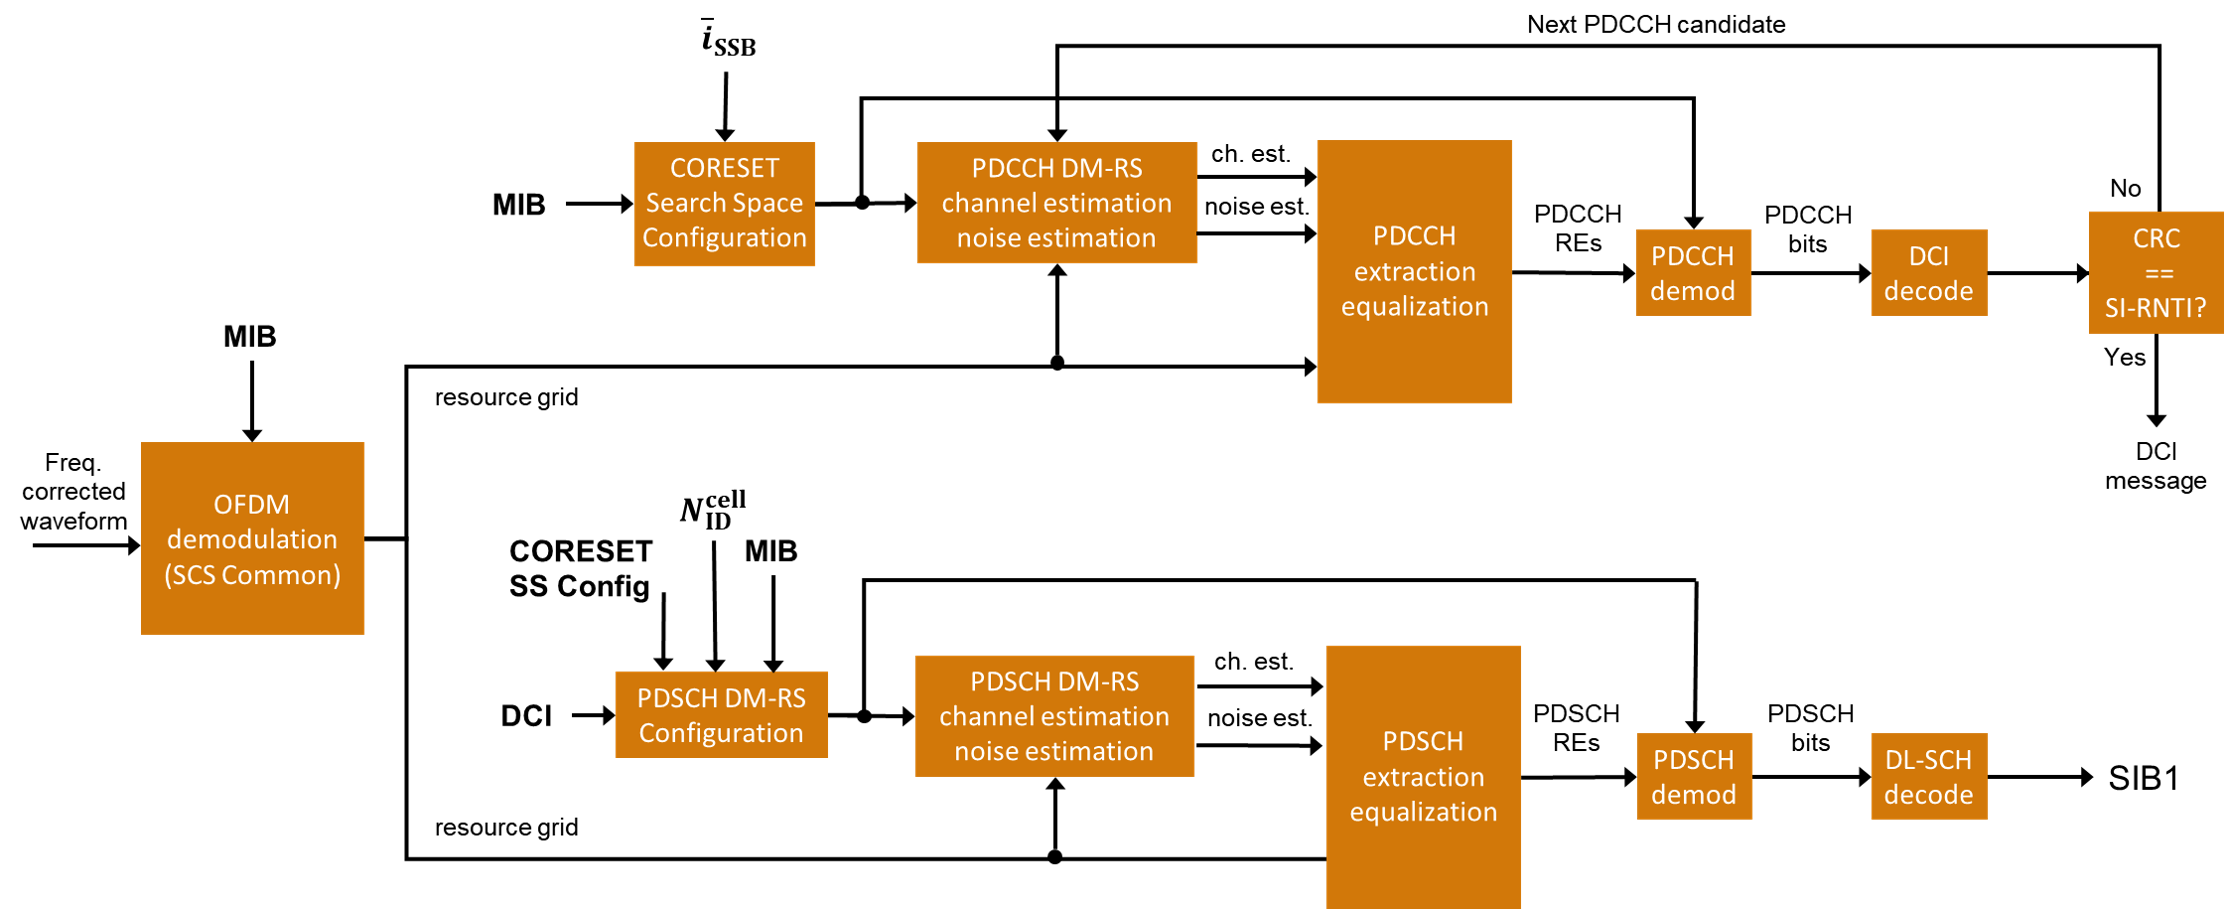 Next PDCCH candidate
i̅SSB
CORESET
Search Space
Configuration
MIB
PDCCH DM-RS
channel estimation
noise estimation
ch. est.
noise est.
PDCCH
extraction
equalization
PDCCH
REs
PDCCH
demod
PDCCH
bits
DCI
decode
No
CRC
==
SI-RNTI?
Yes
DCI
message
MIB
resource grid
Freq.
corrected
waveform
OFDM
demodulation
(SCS Common)
CORESET
SS Config
N cell ID
MIB
DCI
PDSCH DM-RS
Configuration
PDSCH DM-RS
channel estimation
noise estimation
ch. est.
noise est.
PDSCH
extraction
equalization
PDSCH
REs
PDSCH
demod
PDSCH
bits
DL-SCH
decode
SIB1
resource grid